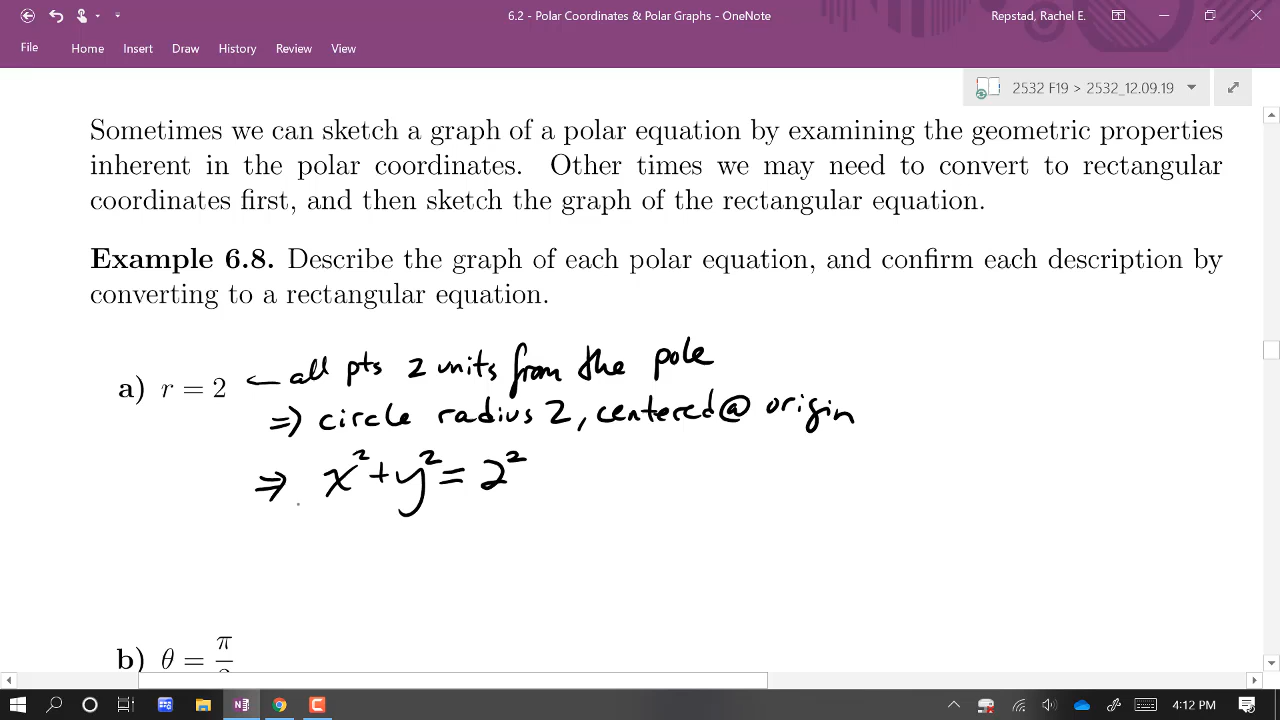 6.2 - Polar Coordinates & Polar Graphs - OneNote
Repstad, Rachel E.
File Home Insert Draw History Review View
2532 F19 > 2532_12.09.19
Sometimes we can sketch a graph of a polar equation by examining the geometric properties
inherent in the polar coordinates. Other times we may need to convert to rectangular
coordinates first, and then sketch the graph of the rectangular equation.
Example 6.8. Describe the graph of each polar equation, and confirm each description by
converting to a rectangular equation.
a) r = 2 ← all pts 2 units from the pole
⇒ circle radius 2, centered @ origin
⇒ x² + y² = 2²
b) θ = π
4:12 PM